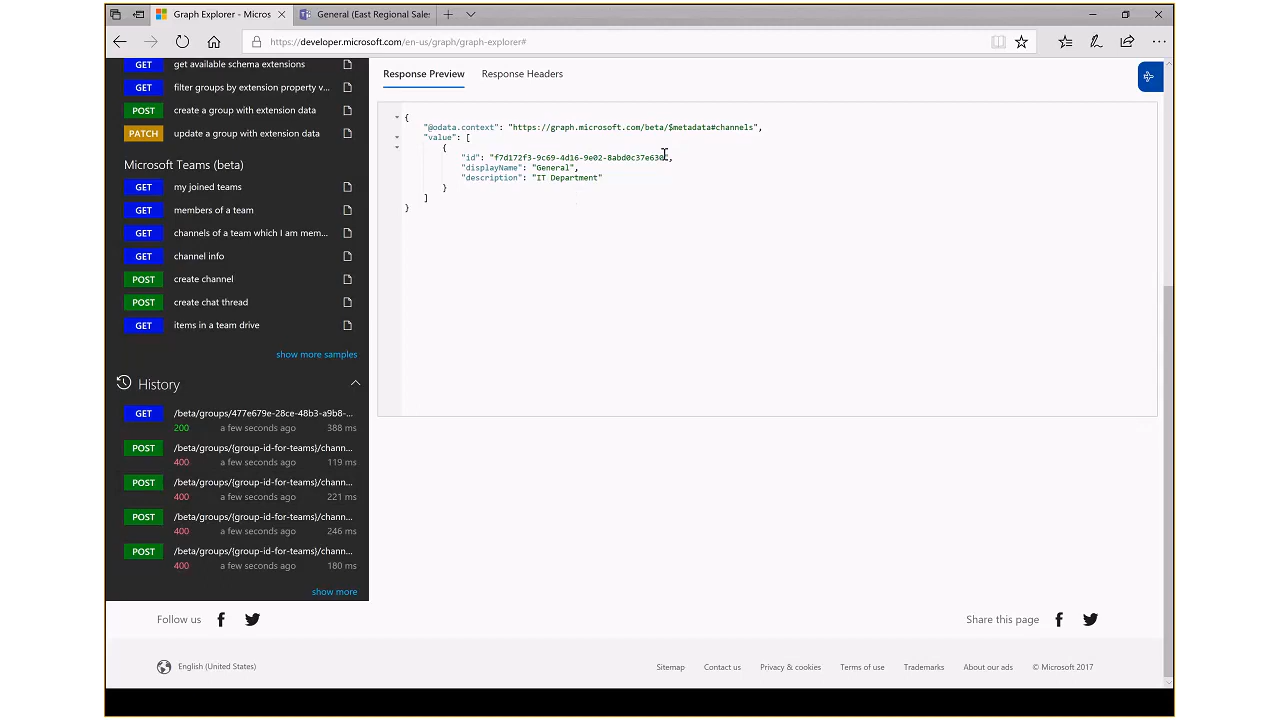 Graph Explorer - Micros
General (East Regional Sales
https://developer.microsoft.com/en-us/graph/graph-explorer#
GET get available schema extensions
GET filter groups by extension property v...
POST create a group with extension data
PATCH update a group with extension data
Microsoft Teams (beta)
GET my joined teams
GET members of a team
GET channels of a team which I am mem...
GET channel info
POST create channel
POST create chat thread
GET items in a team drive
show more samples
History
GET /beta/groups/477e679e-28ce-48b3-a9b8-...
200 a few seconds ago 388 ms
POST /beta/groups/{group-id-for-teams}/chann...
400 a few seconds ago 119 ms
POST /beta/groups/{group-id-for-teams}/chann...
400 a few seconds ago 221 ms
POST /beta/groups/{group-id-for-teams}/chann...
400 a few seconds ago 246 ms
POST /beta/groups/{group-id-for-teams}/chann...
400 a few seconds ago 180 ms
show more
Response Preview Response Headers
{
"@odata.context": "https://graph.microsoft.com/beta/$metadata#channels",
"value": [
{
"id":
"displayName": "General",
"description": "IT Department"
}
]
}
Follow us
Share this page
English (United States)
Sitemap Contact us Privacy & cookies Terms of use Trademarks About our ads © Microsoft 2017